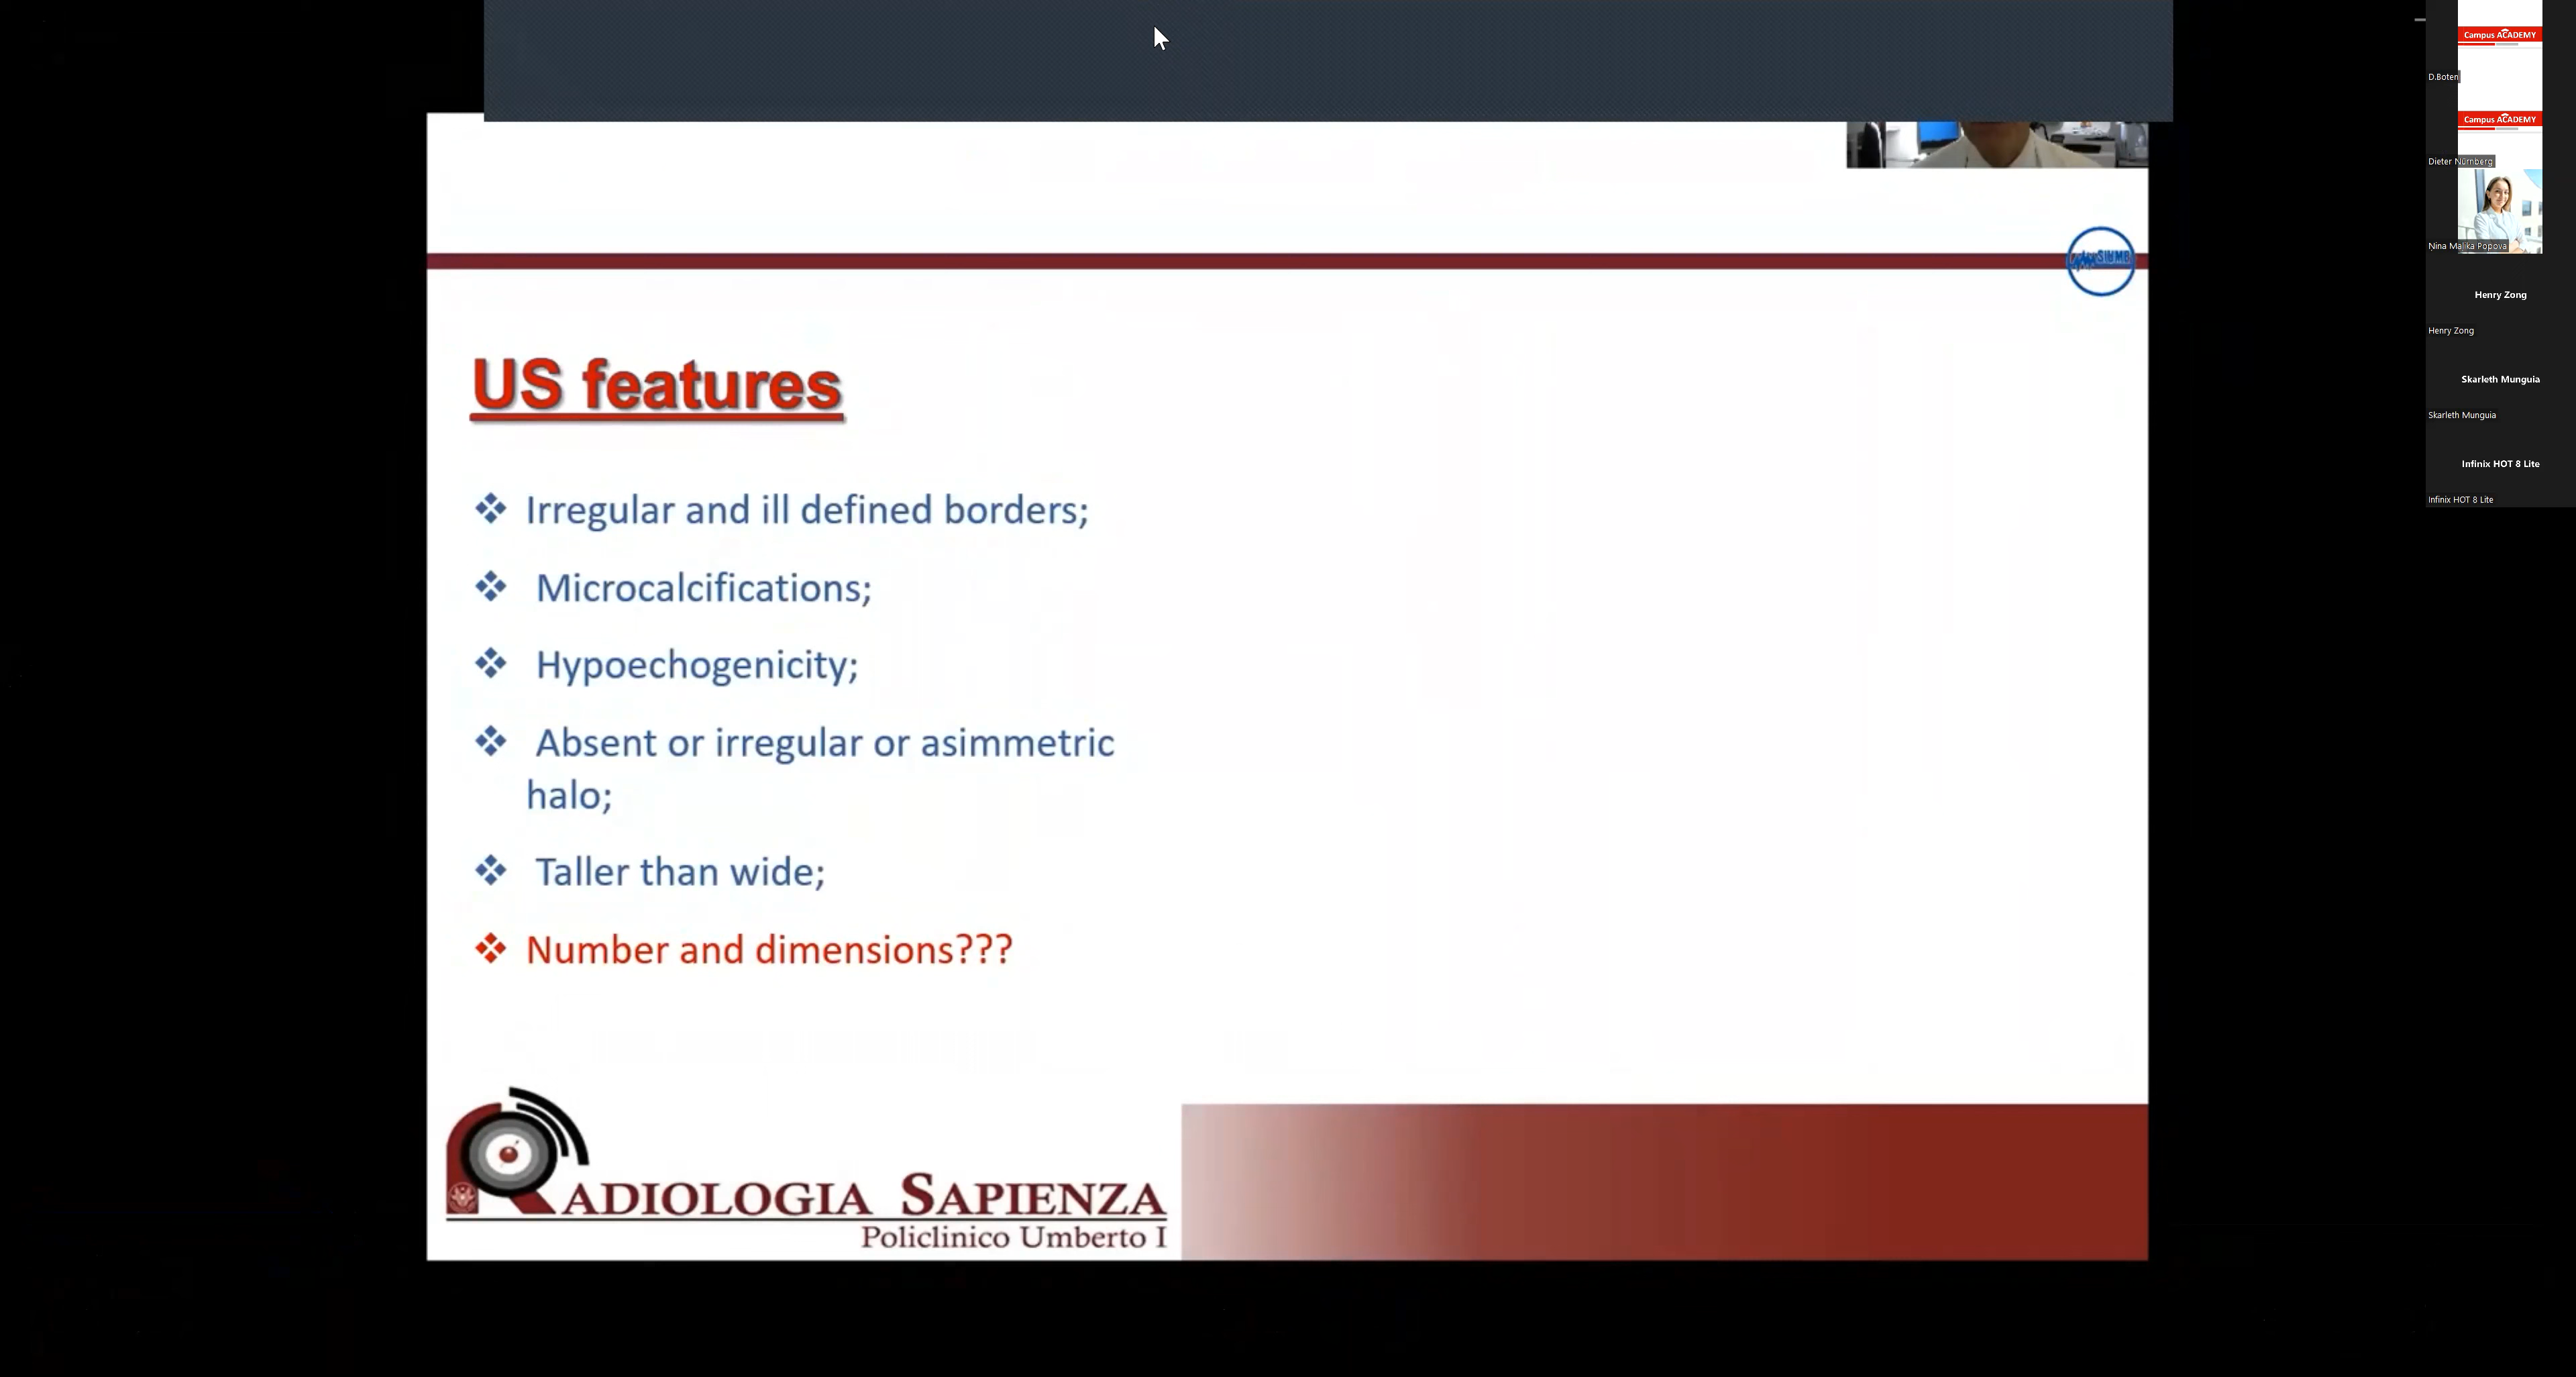 Campus ACADEMY
D.Boten
Campus ACADEMY
Dieter Nürnberg
Nina Malika Popova
Henry Zong
Henry Zong
Skarleth Munguia
Skarleth Munguia
Infinix HOT 8 Lite
Infinix HOT 8 Lite
US features
Irregular and ill defined borders;
Microcalcifications;
Hypoechogenicity;
Absent or irregular or asimmetric
halo;
Taller than wide;
Number and dimensions???
RADIOLOGIA SAPIENZA
Policlinico Umberto I